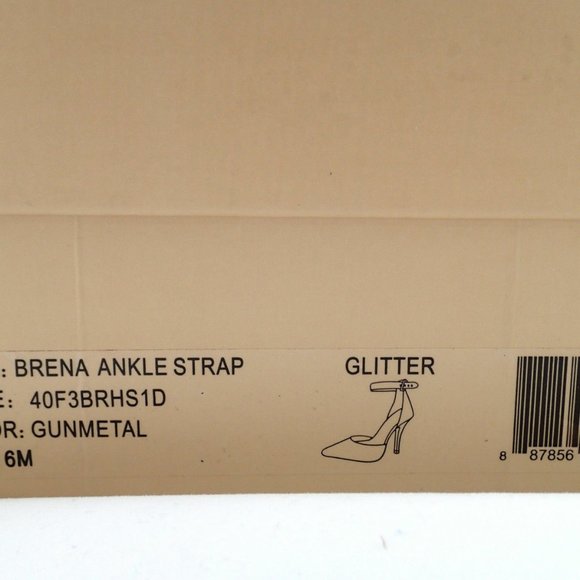 : BRENA ANKLE STRAP
E: 40F3BRHS1D
OR: GUNMETAL
6M
GLITTER
8 87856